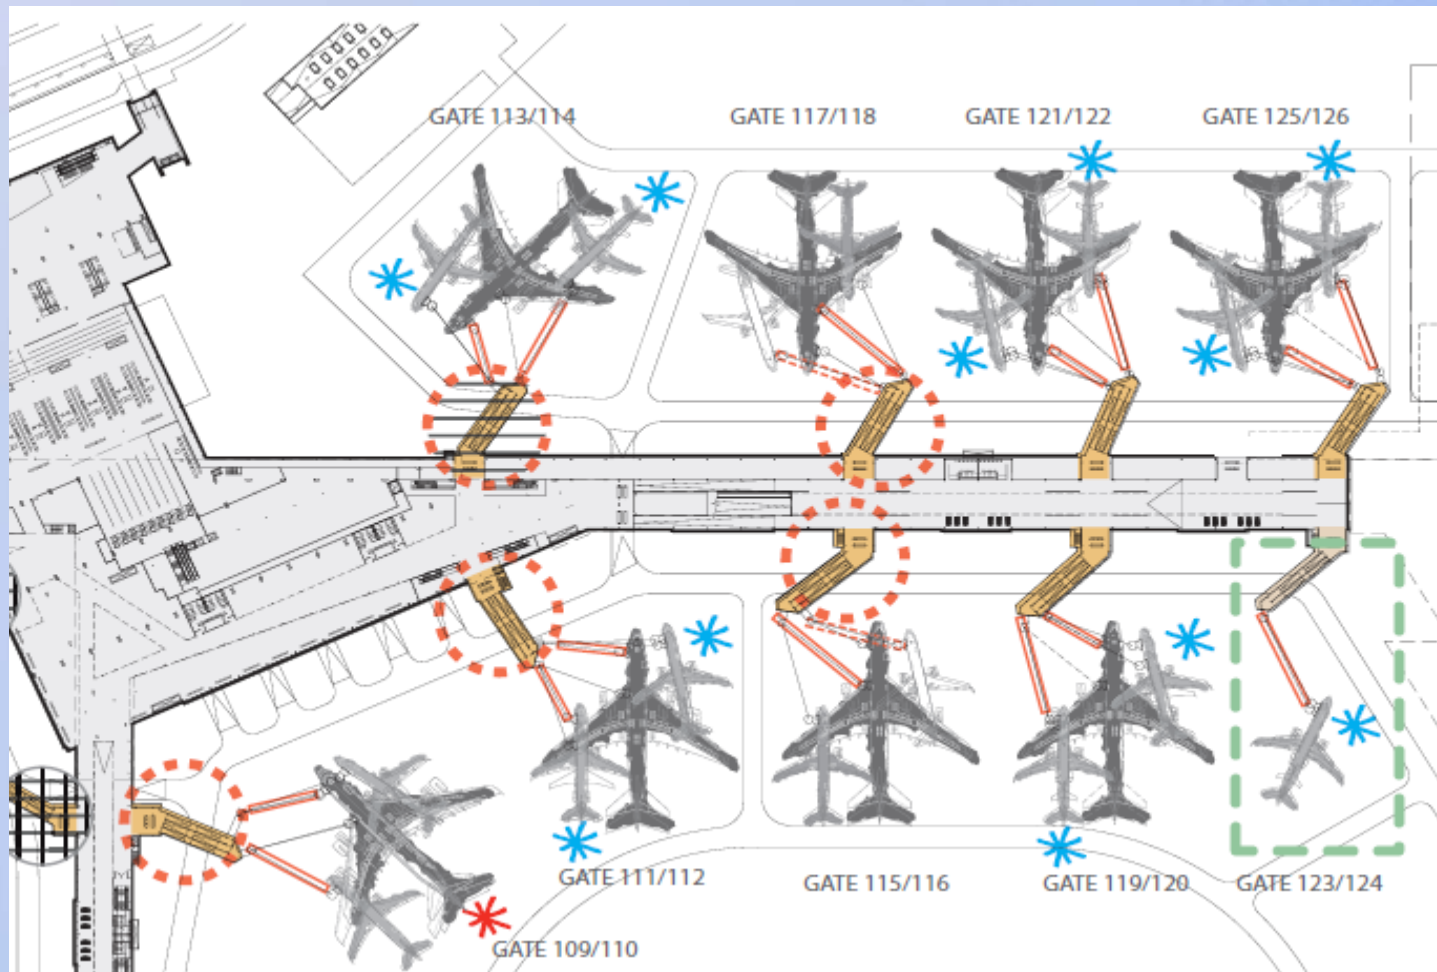 GATE 113/114
GATE 117/118
GATE 121/122
GATE 125/126
GATE 111/112
GATE 115/116
GATE 119/120
GATE 123/124
GATE 109/110